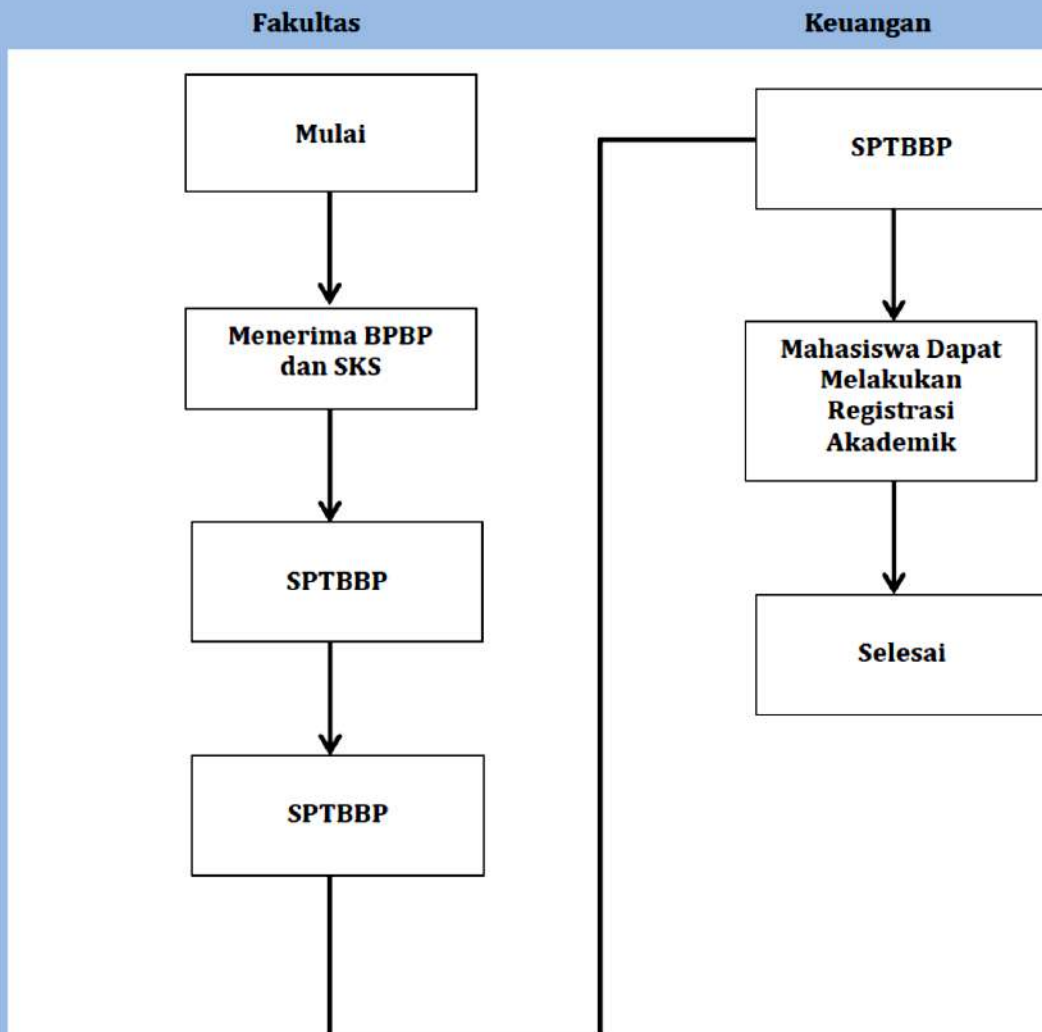 Fakultas
Keuangan
Mulai
Menerima BPBP
dan SKS
SPTBBP
SPTBBP
SPTBBP
Mahasiswa Dapat
Melakukan
Registrasi
Akademik
Selesai